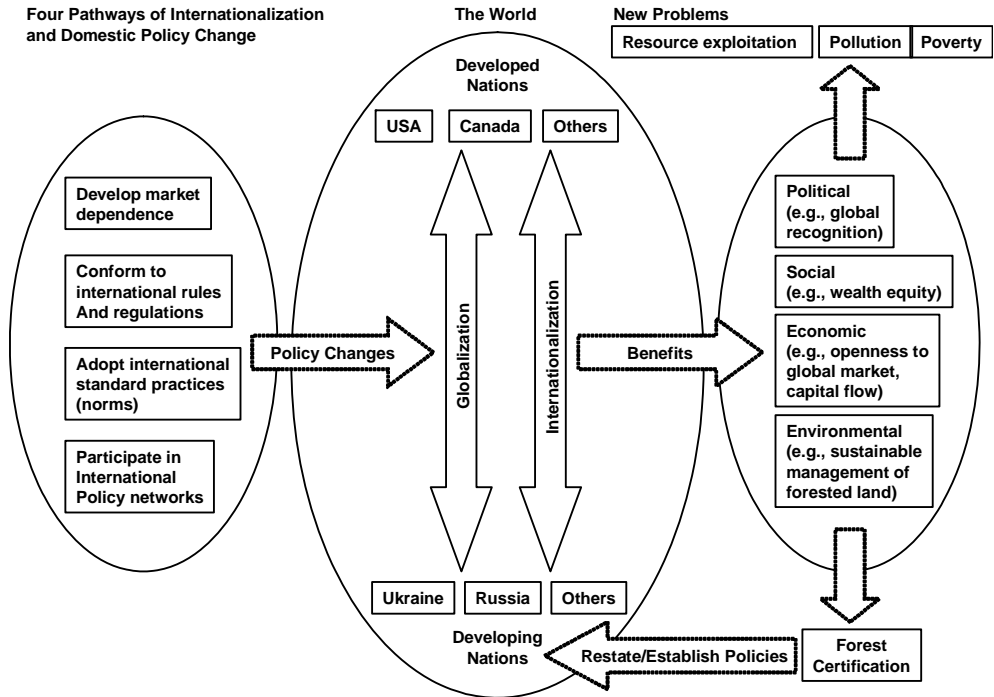 Four Pathways of Internationalization
and Domestic Policy Change
Develop market
dependence
Conform to
international rules
And regulations
Adopt international
standard practices
(norms)
Participate in
International
Policy networks
Policy Changes
The World
Developed
Nations
USA
Canada
Others
Globalization
Internationalization
Ukraine
Russia
Others
Developing
Nations
Benefits
New Problems
Resource exploitation
Pollution
Poverty
Political
(e.g., global
recognition)
Social
(e.g., wealth equity)
Economic
(e.g., openness to
global market,
capital flow)
Environmental
(e.g., sustainable
management of
forested land)
Forest
Certification
Restate/Establish Policies